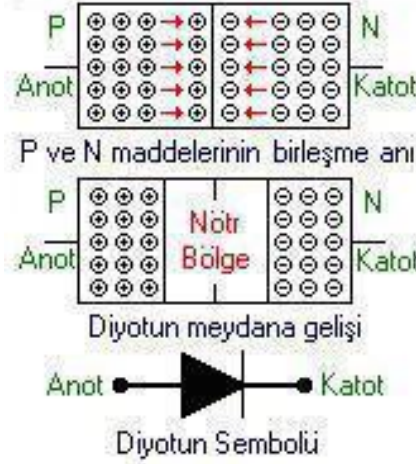 P N
Anot Katot
P ve N maddelerinin birleşme anı
P N
Nötr
Bölge
Anot Katot
Diyotun meydana gelişi
Anot Katot
Diyotun Sembolü